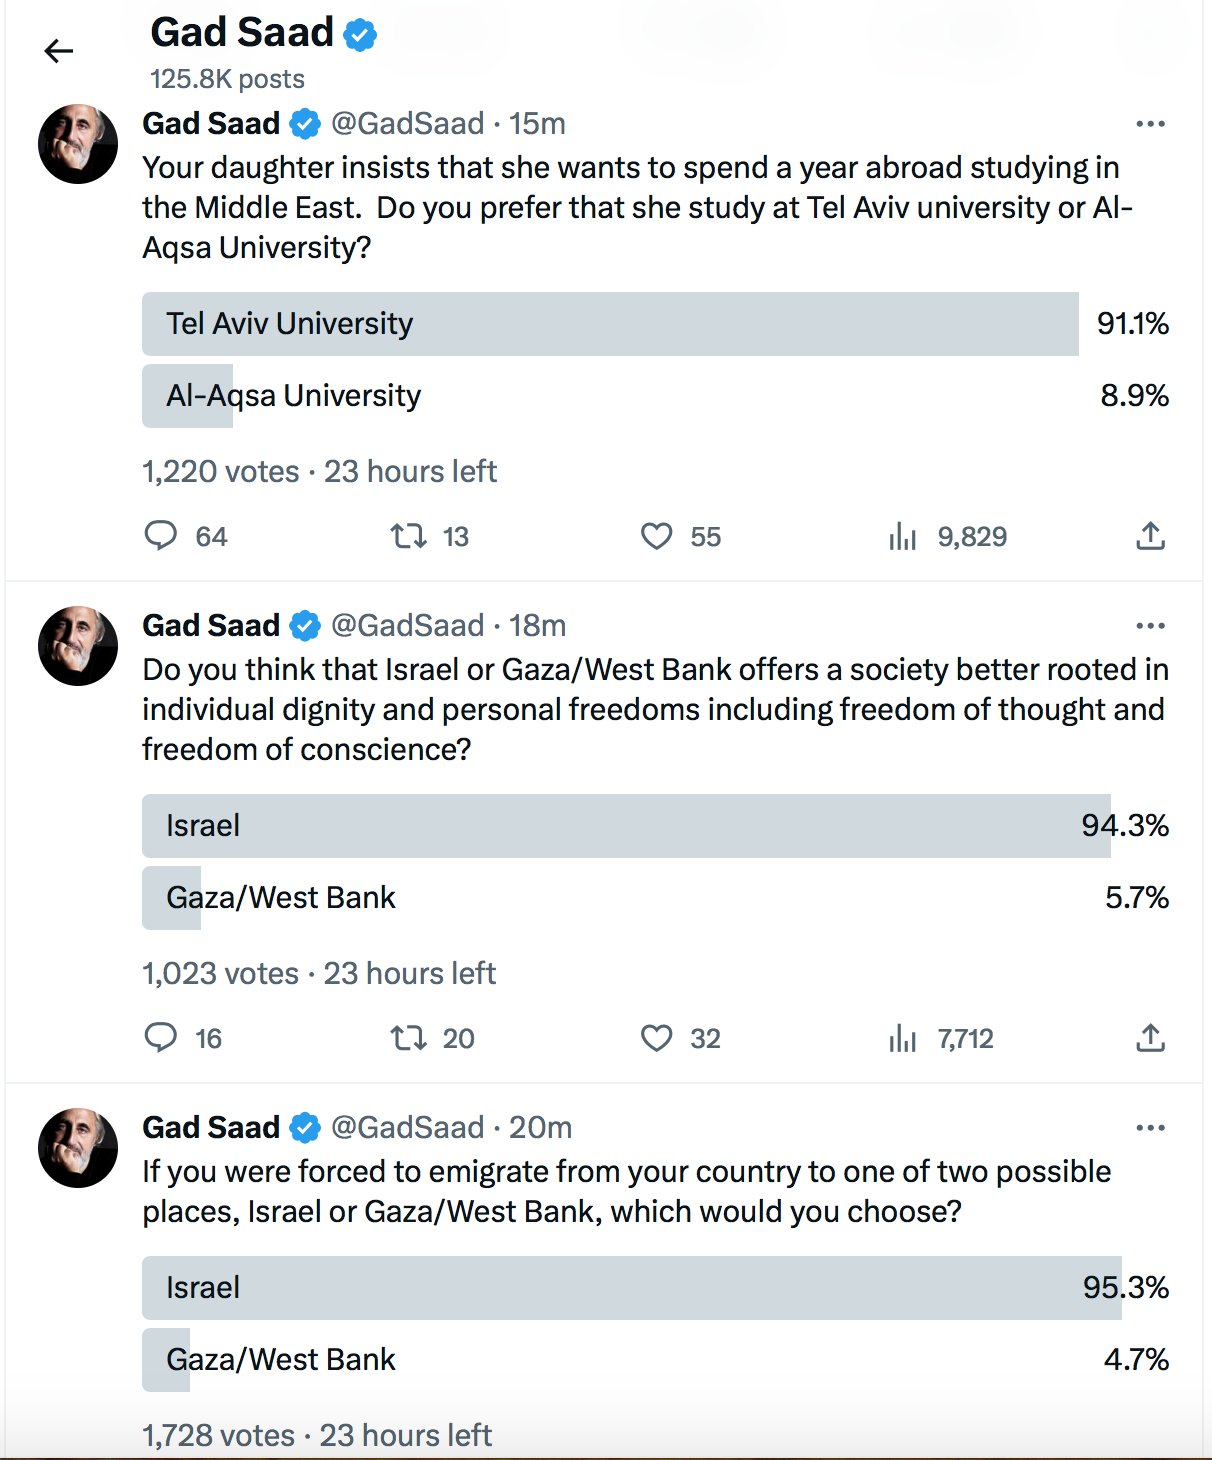 Gad Saad
125.8K posts
Gad Saad @GadSaad · 15m
Your daughter insists that she wants to spend a year abroad studying in
the Middle East.  Do you prefer that she study at Tel Aviv university or Al-
Aqsa University?
Tel Aviv University 91.1%
Al-Aqsa University 8.9%
1,220 votes · 23 hours left
64 13 55 9,829
Gad Saad @GadSaad · 18m
Do you think that Israel or Gaza/West Bank offers a society better rooted in
individual dignity and personal freedoms including freedom of thought and
freedom of conscience?
Israel 94.3%
Gaza/West Bank 5.7%
1,023 votes · 23 hours left
16 20 32 7,712
Gad Saad @GadSaad · 20m
If you were forced to emigrate from your country to one of two possible
places, Israel or Gaza/West Bank, which would you choose?
Israel 95.3%
Gaza/West Bank 4.7%
1,728 votes · 23 hours left